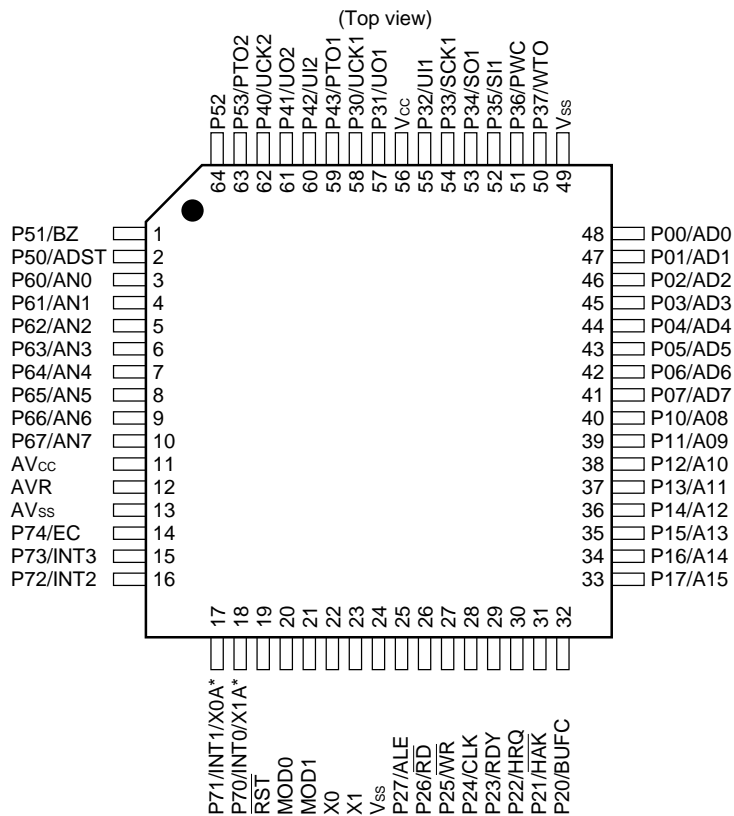 (Top view)
P52
P53/PTO2
P40/UCK2
P41/UO2
P42/UI2
P43/PTO1
P30/UCK1
P31/UO1
Vcc
P32/UI1
P33/SCK1
P34/SO1
P35/SI1
P36/PWC
P37/WTO
Vss
64
63
62
61
60
59
58
57
56
55
54
53
52
51
50
49
P51/BZ 1
P50/ADST 2
P60/AN0 3
P61/AN1 4
P62/AN2 5
P63/AN3 6
P64/AN4 7
P65/AN5 8
P66/AN6 9
P67/AN7 10
AVcc 11
AVR 12
AVss 13
P74/EC 14
P73/INT3 15
P72/INT2 16
48 P00/AD0
47 P01/AD1
46 P02/AD2
45 P03/AD3
44 P04/AD4
43 P05/AD5
42 P06/AD6
41 P07/AD7
40 P10/A08
39 P11/A09
38 P12/A10
37 P13/A11
36 P14/A12
35 P15/A13
34 P16/A14
33 P17/A15
17
18
19
20
21
22
23
24
25
26
27
28
29
30
31
32
P71/INT1/X0A*
P70/INT0/X1A*
RST
MOD0
MOD1
X0
X1
Vss
P27/ALE
P26/RD
P25/WR
P24/CLK
P23/RDY
P22/HRQ
P21/HAK
P20/BUFC